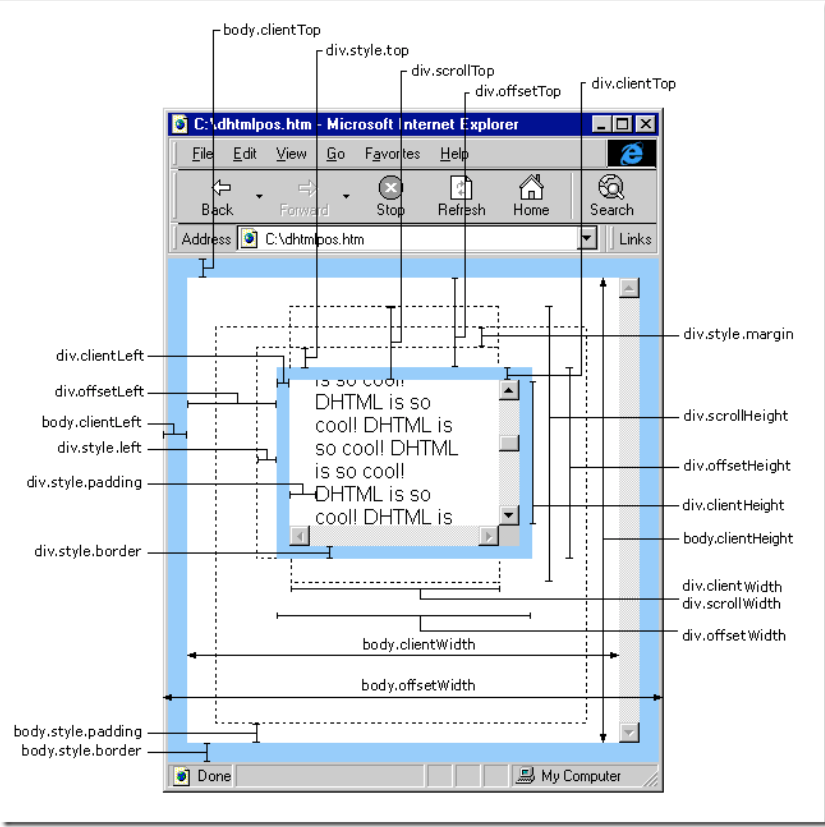 body.clientTop
div.style.top
div.scrollTop
div.clientTop
div.offsetTop
C:\dhtmlpos.htm - Microsoft Internet Explorer
File Edit View Go Favorites Help
Back Forward Stop Refresh Home Search
Address C:\dhtmlpos.htm Links
div.style.margin
div.clientLeft
is so cool!
div.offsetLeft
DHTML is so
body.clientLeft
cool! DHTML is
div.scrollHeight
div.style.left
so cool! DHTML
is so cool!
div.offsetHeight
div.style.padding
DHTML is so
div.clientHeight
cool! DHTML is
body.clientHeight
div.style.border
div.clientWidth
div.scrollWidth
div.offsetWidth
body.clientWidth
body.offsetWidth
body.style.padding
body.style.border
Done My Computer